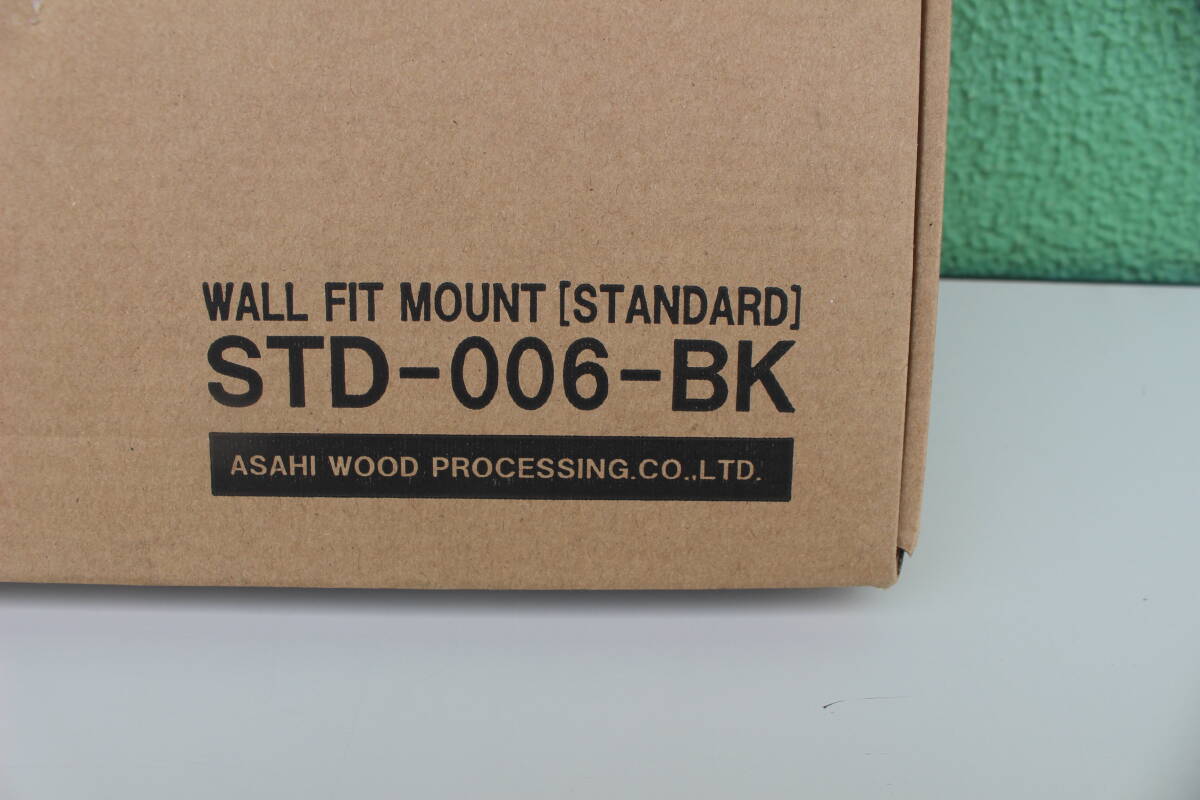 WALL FIT MOUNT [STANDARD]
STD-006-BK
ASAHI WOOD PROCESSING.CO.,LTD.